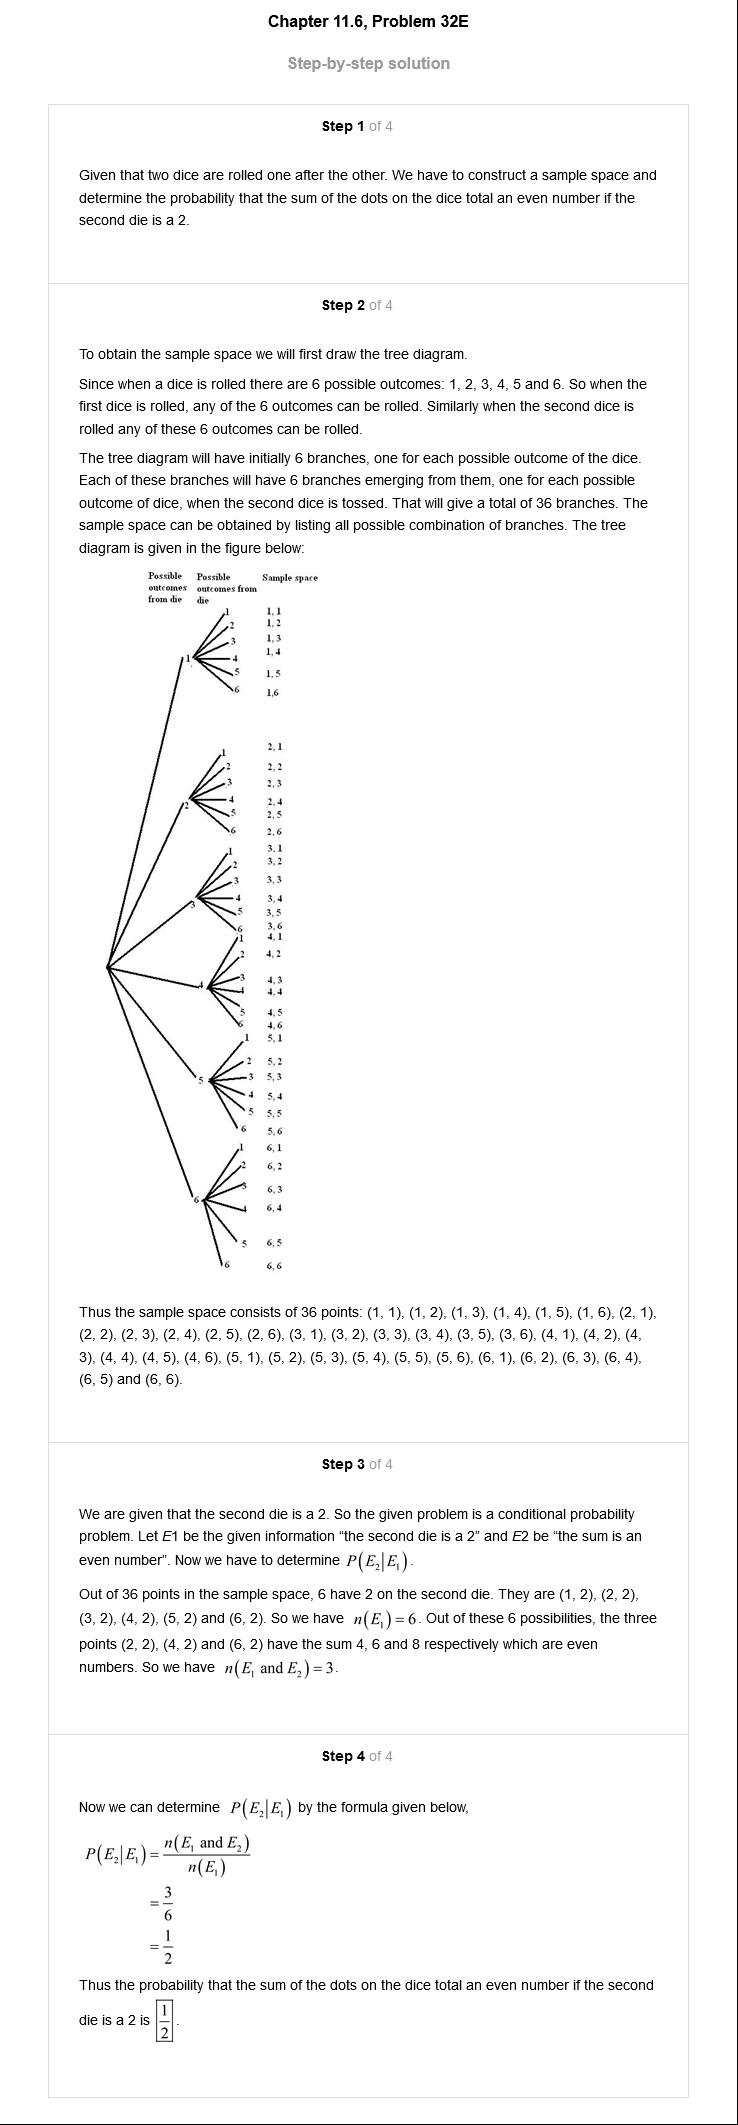 Chapter 11.6, Problem 32E
Step-by-step solution
Step 1 of 4
Given that two dice are rolled one after the other. We have to construct a sample space and
determine the probability that the sum of the dots on the dice total an even number if the
second die is a 2.
Step 2 of 4
To obtain the sample space we will first draw the tree diagram.
Since when a dice is rolled there are 6 possible outcomes: 1, 2, 3, 4, 5 and 6. So when the
first dice is rolled, any of the 6 outcomes can be rolled. Similarly when the second dice is
rolled any of these 6 outcomes can be rolled.
The tree diagram will have initially 6 branches, one for each possible outcome of the dice.
Each of these branches will have 6 branches emerging from them, one for each possible
outcome of dice, when the second dice is tossed. That will give a total of 36 branches. The
sample space can be obtained by listing all possible combination of branches. The tree
diagram is given in the figure below:
Possible Possible Sample space
outcomes outcomes from
from die die
1 1, 1
2 1, 2
3 1, 3
1 4 1, 4
5 1, 5
6 1,6
1 2, 1
2 2, 2
3 2, 3
2 4 2, 4
5 2, 5
6 2, 6
1 3, 1
2 3, 2
3 3, 3
3 4 3, 4
5 3, 5
6 3, 6
1 4, 1
2 4, 2
3 4, 3
4 4 4, 4
5 4, 5
6 4, 6
1 5, 1
2 5, 2
5 3 5, 3
4 5, 4
5 5, 5
6 5, 6
1 6, 1
2 6, 2
3 6, 3
6 4 6, 4
5 6, 5
6 6, 6
Thus the sample space consists of 36 points: (1, 1), (1, 2), (1, 3), (1, 4), (1, 5), (1, 6), (2, 1),
(2, 2), (2, 3), (2, 4), (2, 5), (2, 6), (3, 1), (3, 2), (3, 3), (3, 4), (3, 5), (3, 6), (4, 1), (4, 2), (4,
3), (4, 4), (4, 5), (4, 6), (5, 1), (5, 2), (5, 3), (5, 4), (5, 5), (5, 6), (6, 1), (6, 2), (6, 3), (6, 4),
(6, 5) and (6, 6).
Step 3 of 4
We are given that the second die is a 2. So the given problem is a conditional probability
problem. Let E1 be the given information “the second die is a 2” and E2 be “the sum is an
even number”. Now we have to determine P(E₂|E₁).
Out of 36 points in the sample space, 6 have 2 on the second die. They are (1, 2), (2, 2),
(3, 2), (4, 2), (5, 2) and (6, 2). So we have n(E₁) = 6. Out of these 6 possibilities, the three
points (2, 2), (4, 2) and (6, 2) have the sum 4, 6 and 8 respectively which are even
numbers. So we have n(E₁ and E₂) = 3.
Step 4 of 4
Now we can determine P(E₂|E₁) by the formula given below,
P(E₂|E₁) = n(E₁ and E₂) / n(E₁)
= 3/6
= 1/2
Thus the probability that the sum of the dots on the dice total an even number if the second
die is a 2 is 1/2.